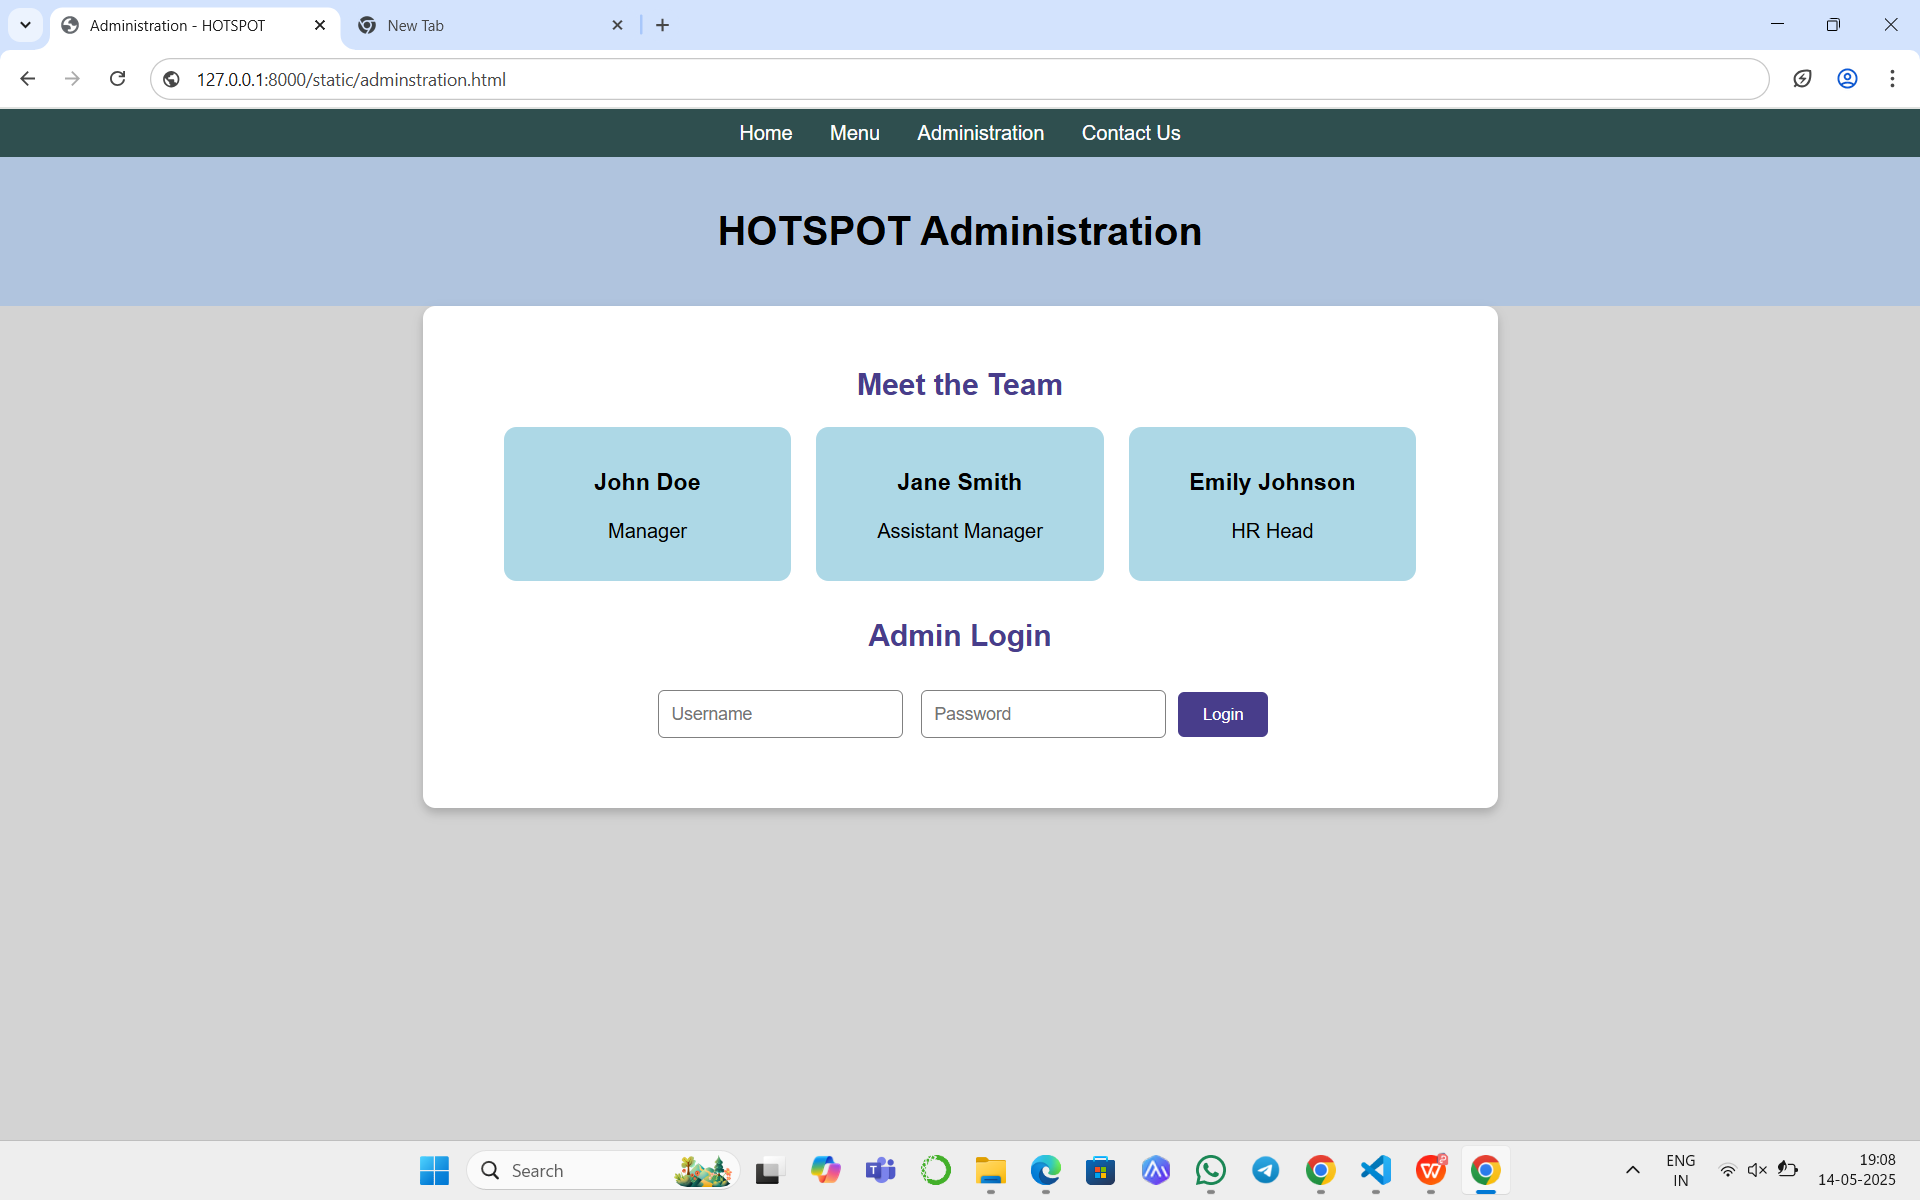 Administration - HOTSPOT
New Tab
127.0.0.1:8000/static/adminstration.html
Home Menu Administration Contact Us
HOTSPOT Administration
Meet the Team
John Doe Jane Smith Emily Johnson
Manager Assistant Manager HR Head
Admin Login
Username Password Login
Search
ENG
IN
19:08
14-05-2025